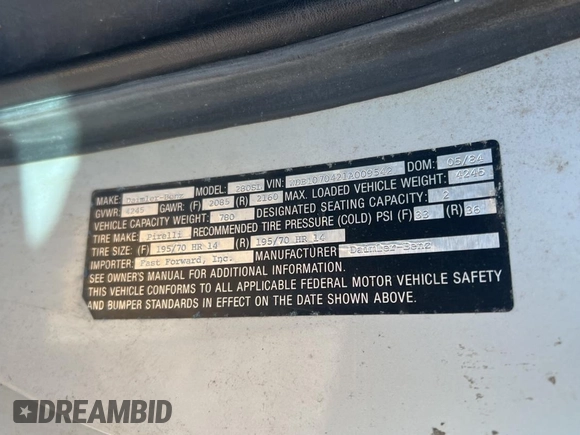 MAKE: Daimler-Benz MODEL: 280SL VIN: WDB1070421A009542 DOM: 05/84
GVWR: 4245 GAWR: (F) 2085 (R) 2160 MAX. LOADED VEHICLE WEIGHT: 4245
VEHICLE CAPACITY WEIGHT: 780 DESIGNATED SEATING CAPACITY: 2
TIRE MAKE: Pirelli RECOMMENDED TIRE PRESSURE (COLD) PSI (F) 33 (R) 36
TIRE SIZE: (F) 195/70 HR 14 (R) 195/70 HR 14
IMPORTER: Fast Forward, Inc. MANUFACTURER Daimler-Benz
SEE OWNER'S MANUAL FOR ADDITIONAL INFORMATION.
THIS VEHICLE CONFORMS TO ALL APPLICABLE FEDERAL MOTOR VEHICLE SAFETY
AND BUMPER STANDARDS IN EFFECT ON THE DATE SHOWN ABOVE.
DREAMBID